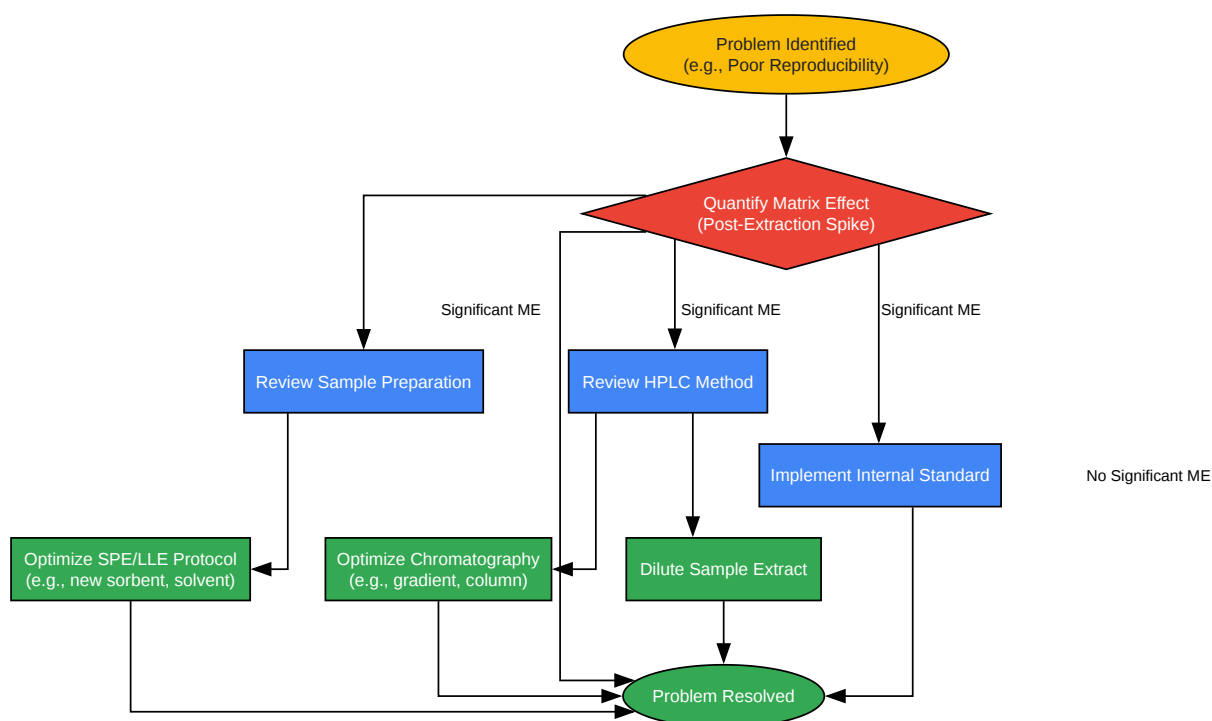 Problem Identified
(e.g., Poor Reproducibility)
Quantify Matrix Effect
(Post-Extraction Spike)
Significant ME
Significant ME
Significant ME
Review Sample Preparation
Review HPLC Method
Implement Internal Standard
No Significant ME
Optimize SPE/LLE Protocol
(e.g., new sorbent, solvent)
Optimize Chromatography
(e.g., gradient, column)
Dilute Sample Extract
Problem Resolved